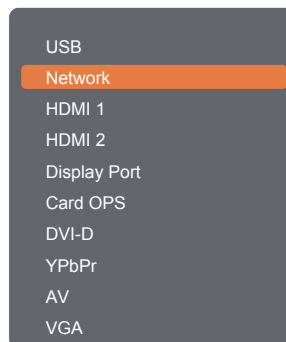 USB
Network
HDMI 1
HDMI 2
Display Port
Card OPS
DVI-D
YPbPr
AV
VGA